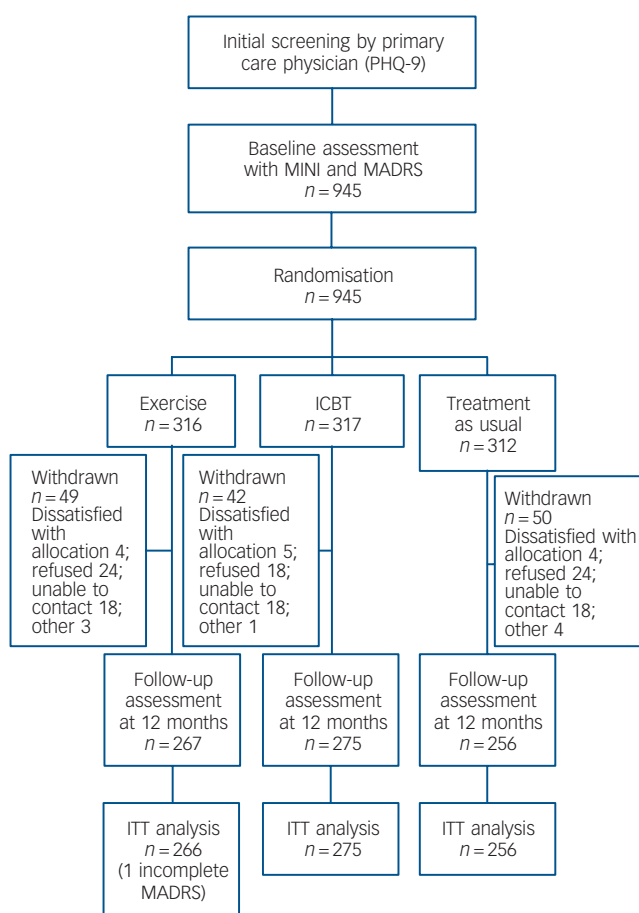 Initial screening by primary
care physician (PHQ-9)
Baseline assessment
with MINI and MADRS
n=945
Randomisation
n=945
Exercise
n=316
ICBT
n=317
Treatment
as usual
n=312
Withdrawn
n=49
Dissatisfied
with
allocation 4;
refused 24;
unable to
contact 18;
other 3
Withdrawn
n=42
Dissatisfied
with
allocation 5;
refused 18;
unable to
contact 18;
other 1
Withdrawn
n=50
Dissatisfied with
allocation 4;
refused 24;
unable to
contact 18;
other 4
Follow-up
assessment
at 12 months
n=267
Follow-up
assessment
at 12 months
n=275
Follow-up
assessment
at 12 months
n=256
ITT analysis
n=266
(1 incomplete
MADRS)
ITT analysis
n=275
ITT analysis
n=256